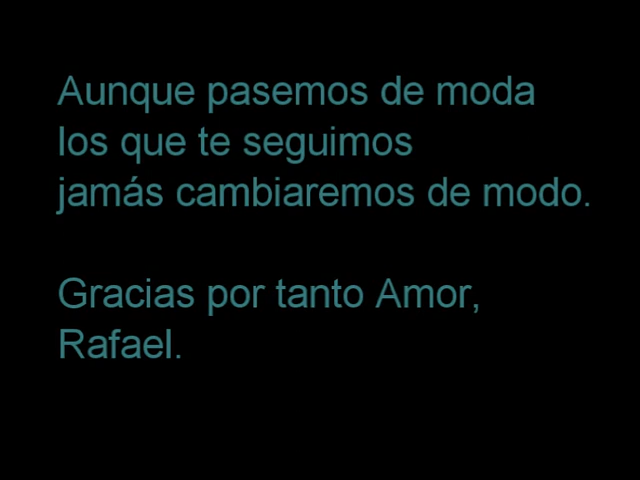 Aunque pasemos de moda
los que te seguimos
jamás cambiaremos de modo.
Gracias por tanto Amor,
Rafael.